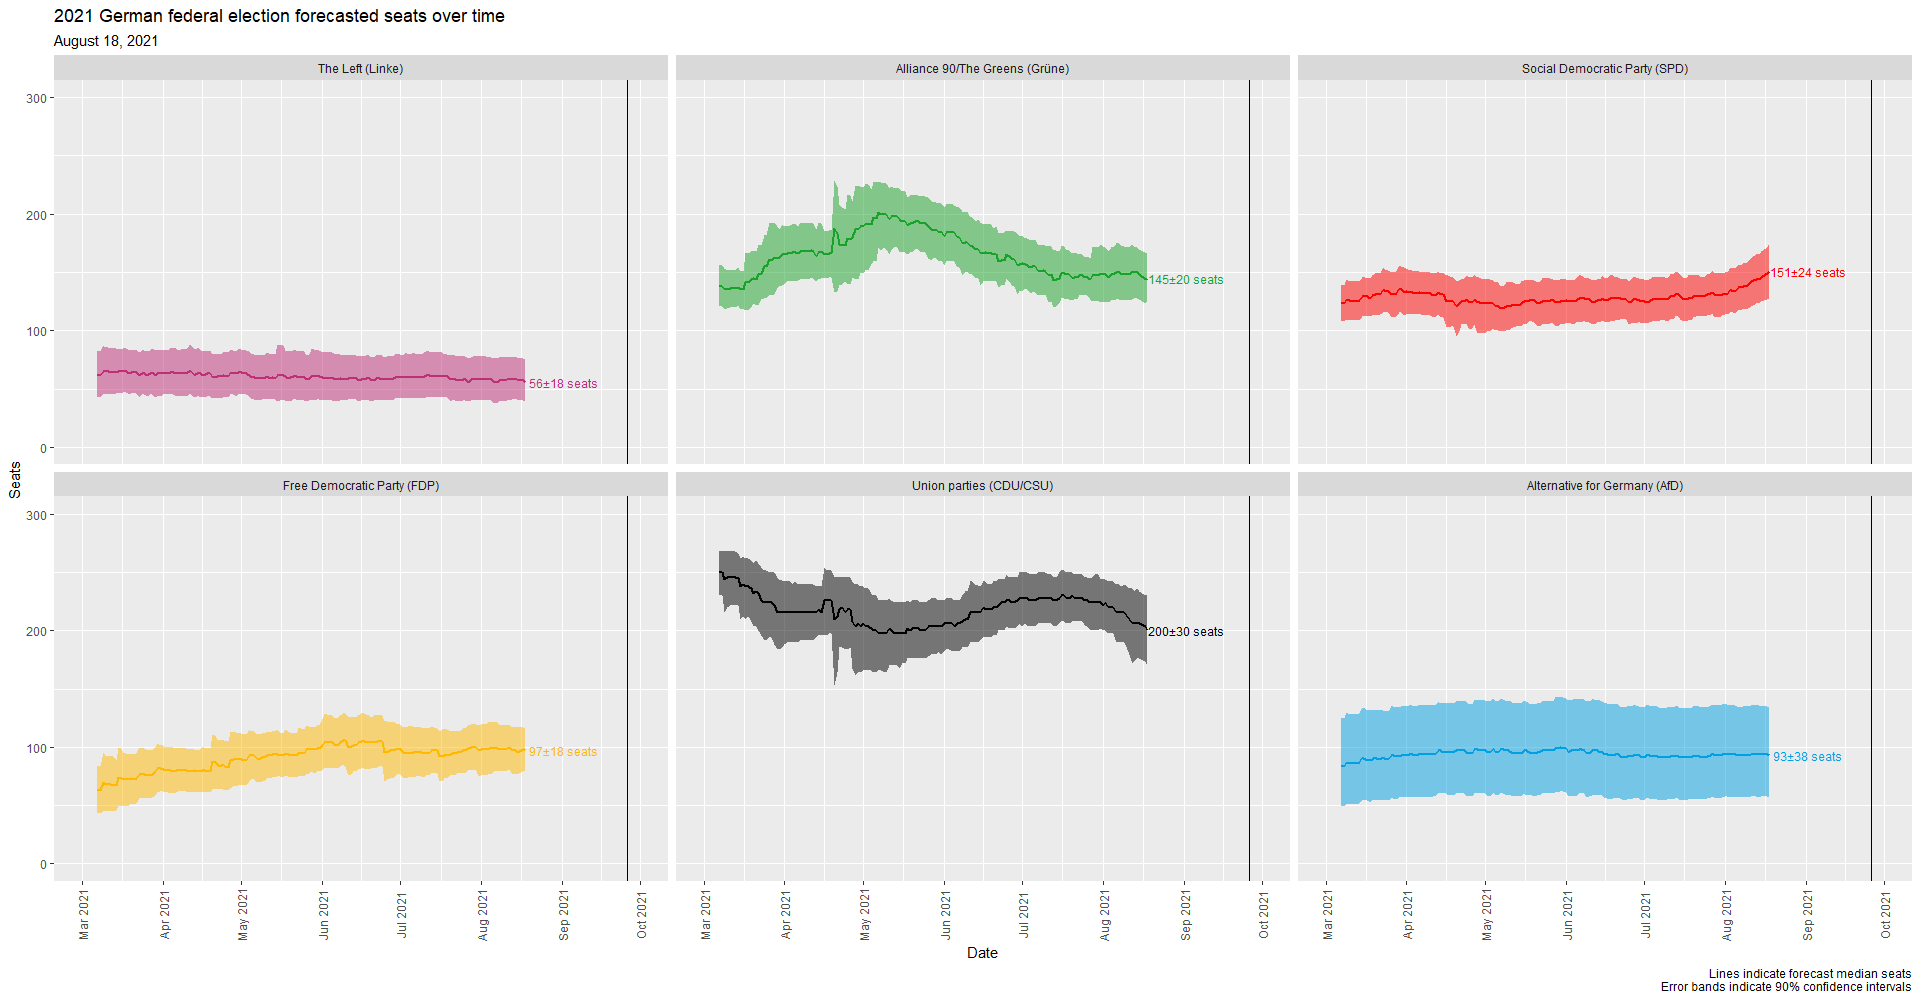 2021 German federal election forecasted seats over time
August 18, 2021
The Left (Linke)
Alliance 90/The Greens (Grüne)
Social Democratic Party (SPD)
300
200
100
0
56±18 seats
145±20 seats
151±24 seats
Seats
Free Democratic Party (FDP)
Union parties (CDU/CSU)
Alternative for Germany (AfD)
300
200
100
0
97±18 seats
200±30 seats
93±38 seats
Mar 2021
Apr 2021
May 2021
Jun 2021
Jul 2021
Aug 2021
Sep 2021
Oct 2021
Mar 2021
Apr 2021
May 2021
Jun 2021
Jul 2021
Aug 2021
Sep 2021
Oct 2021
Mar 2021
Apr 2021
May 2021
Jun 2021
Jul 2021
Aug 2021
Sep 2021
Oct 2021
Date
Lines indicate forecast median seats
Error bands indicate 90% confidence intervals